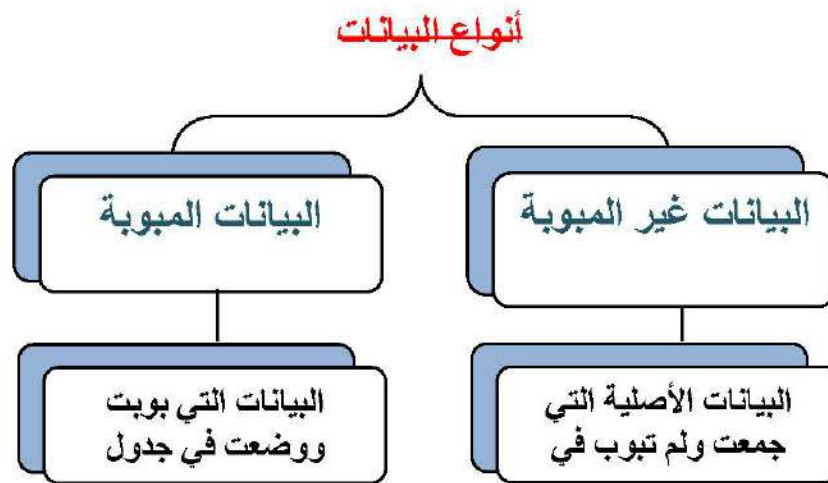 أنواع البيانات
البيانات غير المبوبة
البيانات المبوبة
البيانات الأصلية التي
جمعت ولم تبوب في
البيانات التي بوبت
ووضعت في جدول